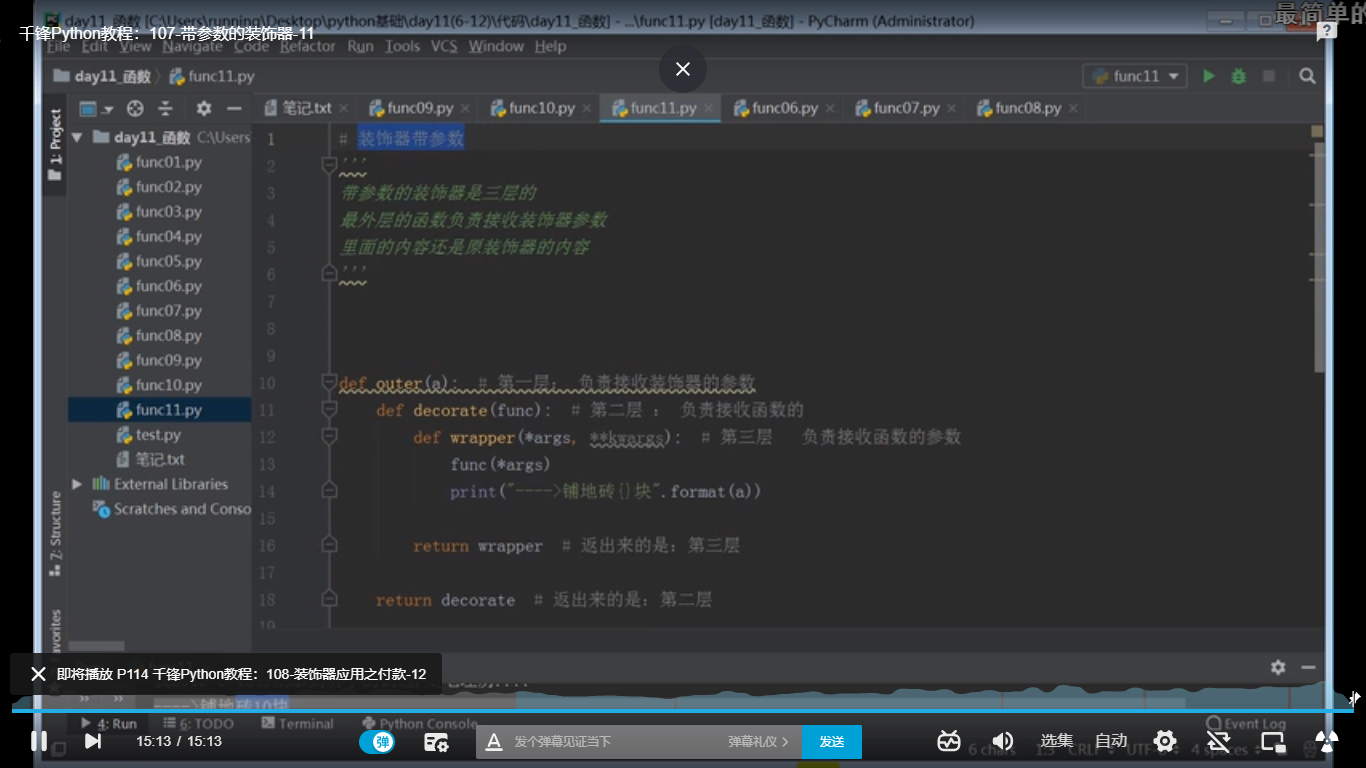 day11_函数 [C:\Users\running\Desktop\python基础\day11(6-12)\代码\day11_函数] - ...\func11.py [day11_函数] - PyCharm (Administrator)
最简单的
千锋Python教程：107-带参数的装饰器-11
File Edit View Navigate Code Refactor Run Tools VCS Window Help
day11_函数 func11.py
func11
笔记.txt func09.py func10.py func11.py func06.py func07.py func08.py
1: Project
day11_函数 C:\Users
func01.py
func02.py
func03.py
func04.py
func05.py
func06.py
func07.py
func08.py
func09.py
func10.py
func11.py
test.py
笔记.txt
External Libraries
Scratches and Conso
Z: Structure
avorites
1 # 装饰器带参数
2 '''
3 带参数的装饰器是三层的
4 最外层的函数负责接收装饰器参数
5 里面的内容还是原装饰器的内容
6 '''
7
8
9
10 def outer(a): # 第一层： 负责接收装饰器的参数
11 def decorate(func): # 第二层 ： 负责接收函数的
12 def wrapper(*args, **kwargs): # 第三层 负责接收函数的参数
13 func(*args)
14 print("---->铺地砖{}块".format(a))
15
16 return wrapper # 返出来的是：第三层
17
18 return decorate # 返出来的是：第二层
19
即将播放 P114 千锋Python教程：108-装饰器应用之付款-12
---->铺地砖10块
4: Run 6: TODO Terminal Python Console Event Log
15:13 / 15:13
弹
发个弹幕见证当下
弹幕礼仪 >
发送
选集
自动
6 chars 1:3 CRLF UTF- 4 spaces